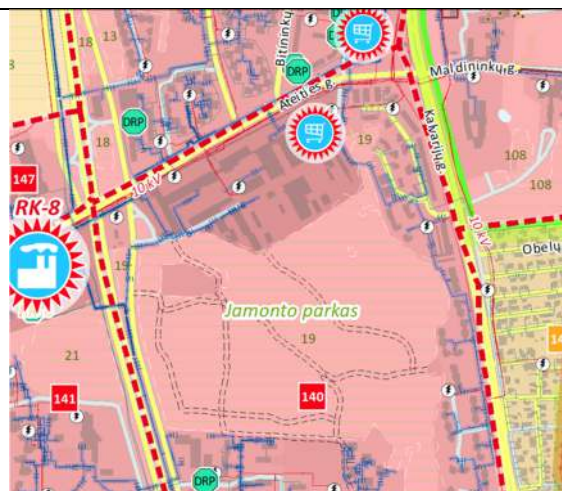 18
13
Bitininkų g.
DRP
DRP
18
Ateities g.
Maldininkų g.
19
Kalvarijų g.
108
108
147
RK-8
10 kV
19
10 kV
Obelų
Jamonto parkas
19
21
141
140
DRP